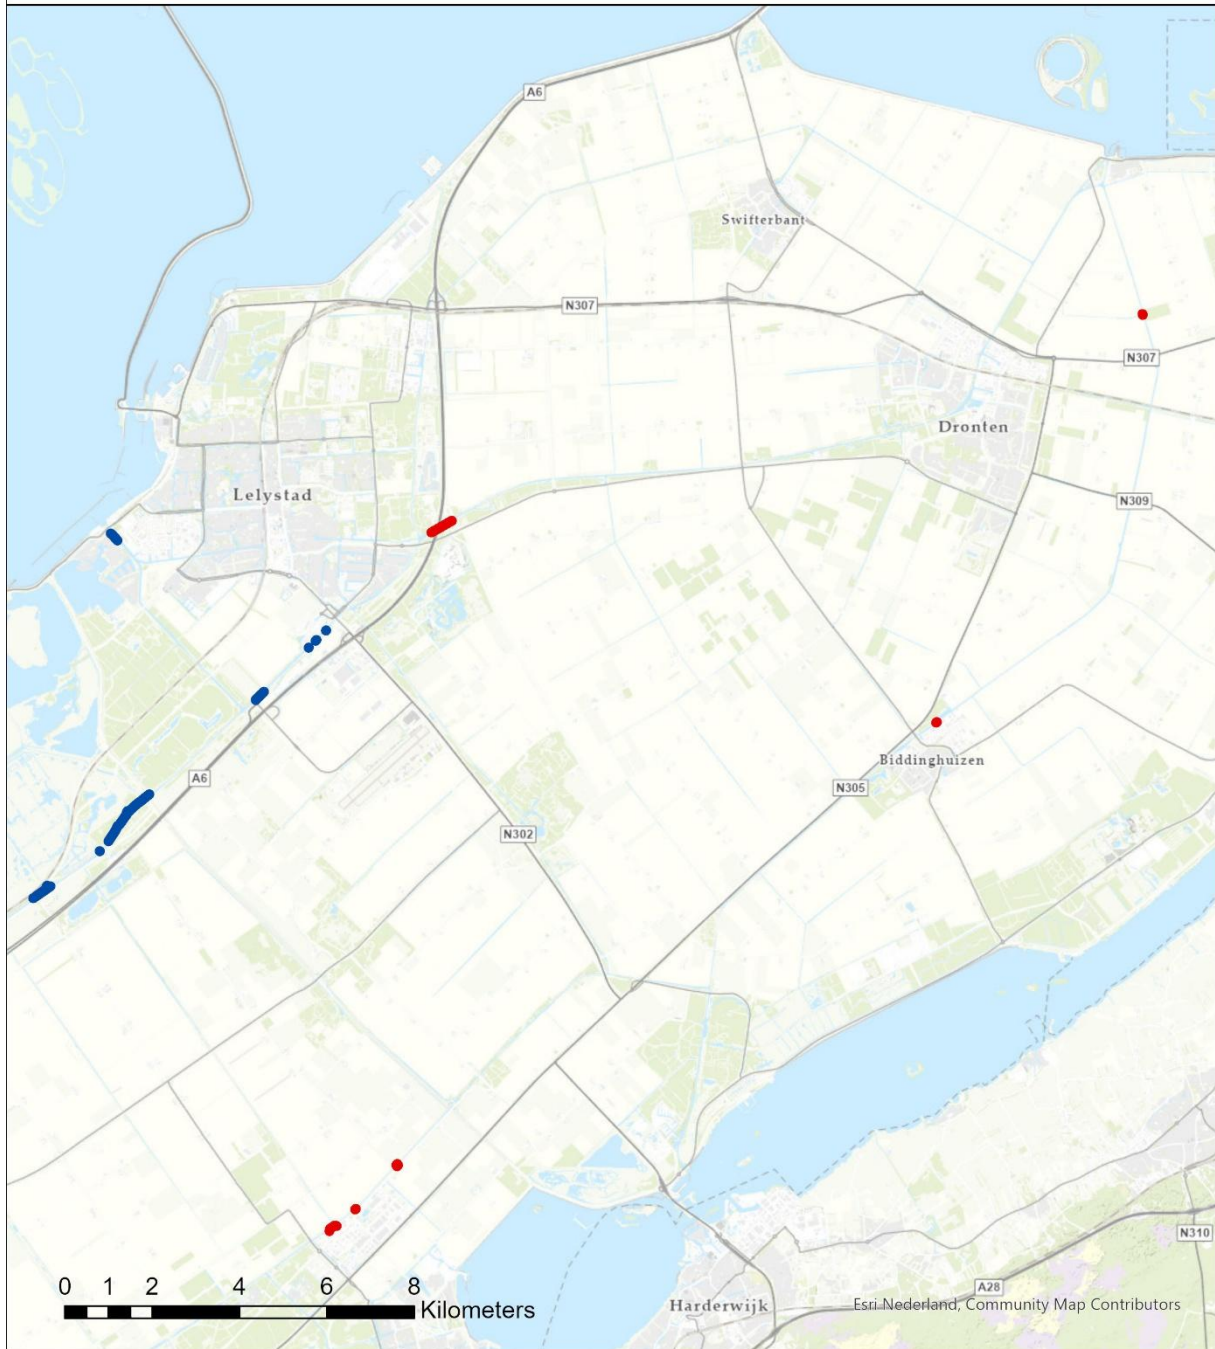 A6
Swifterbant
N307
N307
Dronten
Lelystad
N309
Biddinghuizen
A6
N305
N302
N310
A28
Harderwijk
0 1 2 4 6 8
Kilometers
Esri Nederland, Community Map Contributors